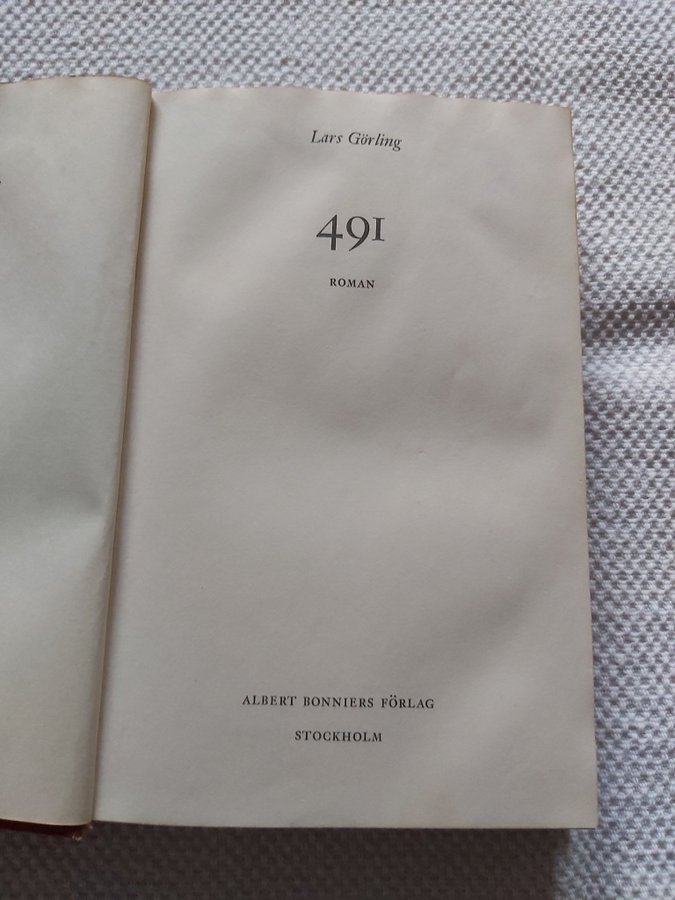 Lars Görling
491
ROMAN
ALBERT BONNIERS FÖRLAG
STOCKHOLM